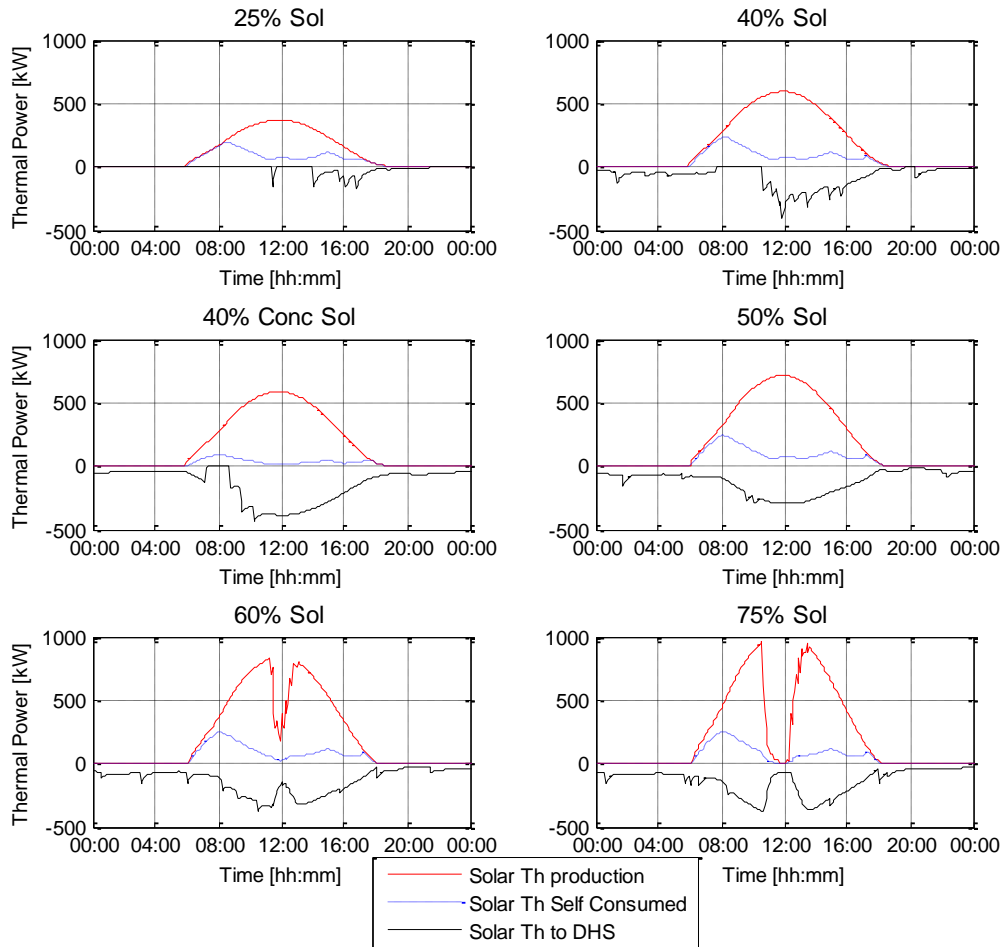 25% Sol
40% Sol
Thermal Power [kW]
1000
500
0
-500
00:00 04:00 08:00 12:00 16:00 20:00 00:00
Time [hh:mm]
1000
500
0
-500
00:00 04:00 08:00 12:00 16:00 20:00 00:00
Time [hh:mm]
40% Conc Sol
50% Sol
Thermal Power [kW]
1000
500
0
-500
00:00 04:00 08:00 12:00 16:00 20:00 00:00
Time [hh:mm]
1000
500
0
-500
00:00 04:00 08:00 12:00 16:00 20:00 00:00
Time [hh:mm]
60% Sol
75% Sol
Thermal Power [kW]
1000
500
0
-500
00:00 04:00 08:00 12:00 16:00 20:00 00:00
Time [hh:mm]
1000
500
0
-500
00:00 04:00 08:00 12:00 16:00 20:00 00:00
Time [hh:mm]
Solar Th production
Solar Th Self Consumed
Solar Th to DHS